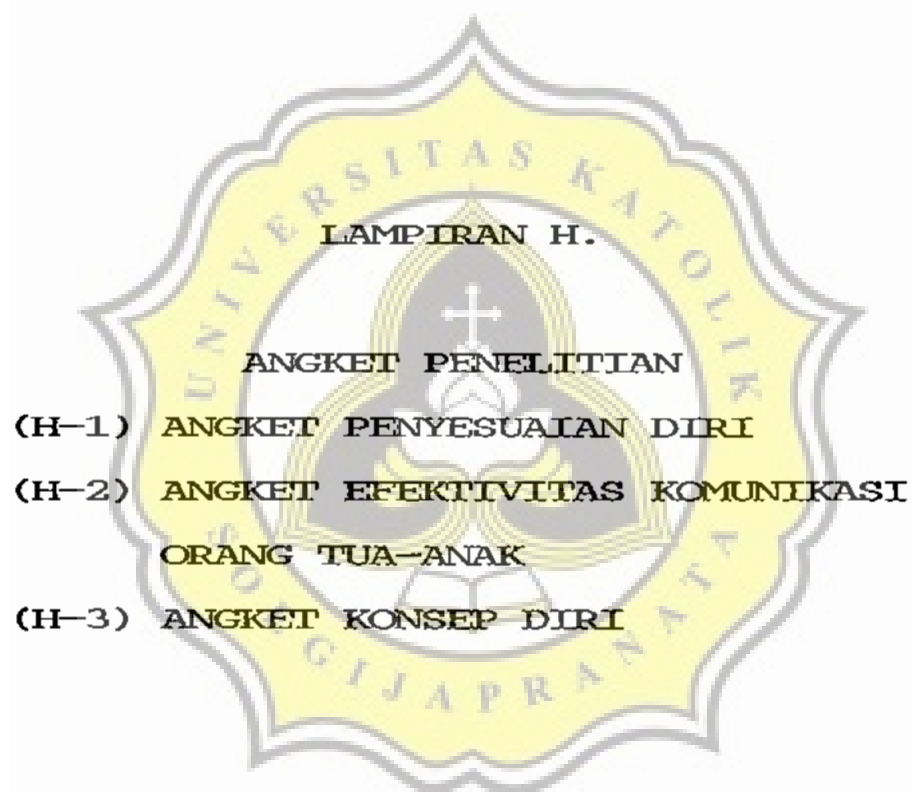 UNIVERSITAS KATOLIK
LAMPIRAN H.
ANGKET PENELITIAN
(H-1) ANGKET PENYESUAIAN DIRI
(H-2) ANGKET EFEKTIVITAS KOMUNIKASI
ORANG TUA-ANAK
(H-3) ANGKET KONSEP DIRI
SOEGIJAPRANATA